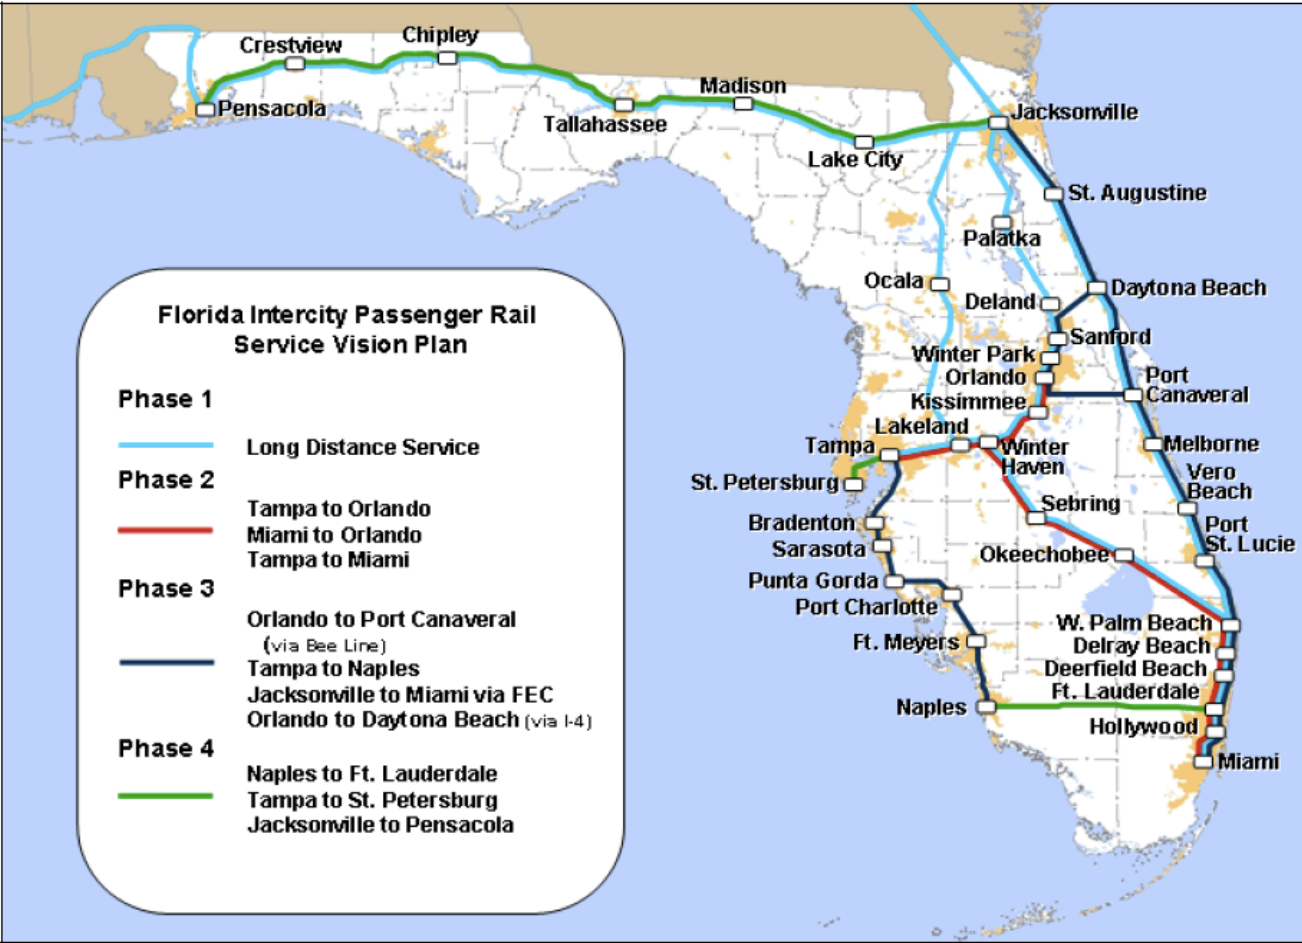 Crestview
Chipley
Pensacola
Tallahassee
Madison
Lake City
Jacksonville
St. Augustine
Palatka
Ocala
Deland
Daytona Beach
Sanford
Winter Park
Orlando
Kissimmee
Port
Canaveral
Lakeland
Tampa
Winter
Haven
Melborne
St. Petersburg
Vero
Beach
Sebring
Bradenton
Port
St. Lucie
Sarasota
Okeechobee
Punta Gorda
Port Charlotte
W. Palm Beach
Ft. Meyers
Delray Beach
Deerfield Beach
Ft. Lauderdale
Naples
Hollywood
Miami
Florida Intercity Passenger Rail
Service Vision Plan
Phase 1
Long Distance Service
Phase 2
Tampa to Orlando
Miami to Orlando
Tampa to Miami
Phase 3
Orlando to Port Canaveral
(via Bee Line)
Tampa to Naples
Jacksonville to Miami via FEC
Orlando to Daytona Beach (via I-4)
Phase 4
Naples to Ft. Lauderdale
Tampa to St. Petersburg
Jacksonville to Pensacola